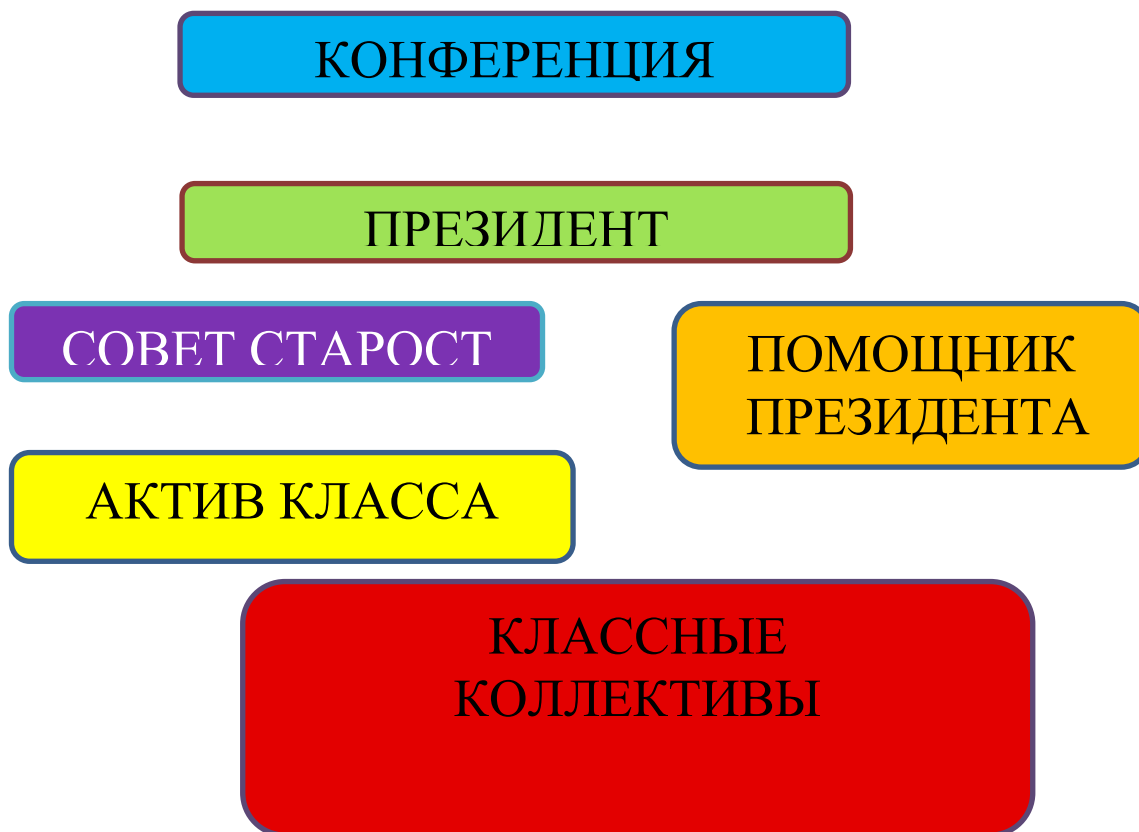 КОНФЕРЕНЦИЯ
ПРЕЗИДЕНТ
СОВЕТ СТАРОСТ
ПОМОЩНИК
ПРЕЗИДЕНТА
АКТИВ КЛАССА
КЛАССНЫЕ
КОЛЛЕКТИВЫ